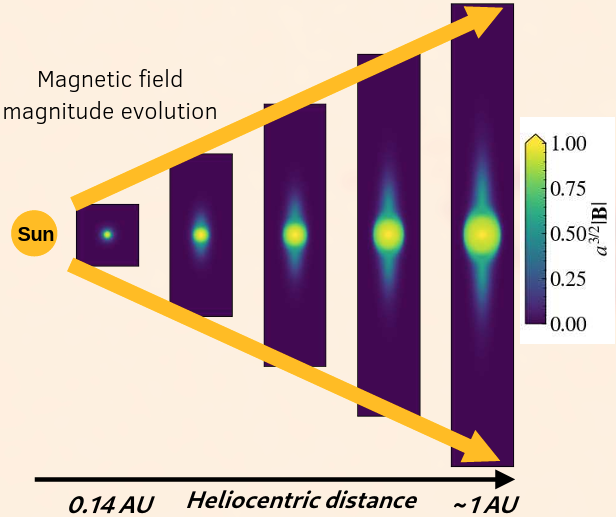 Magnetic field
magnitude evolution
Sun
1.00
0.75
0.50
0.25
0.00
a^{3/2}|B|
0.14 AU
Heliocentric distance
~1 AU